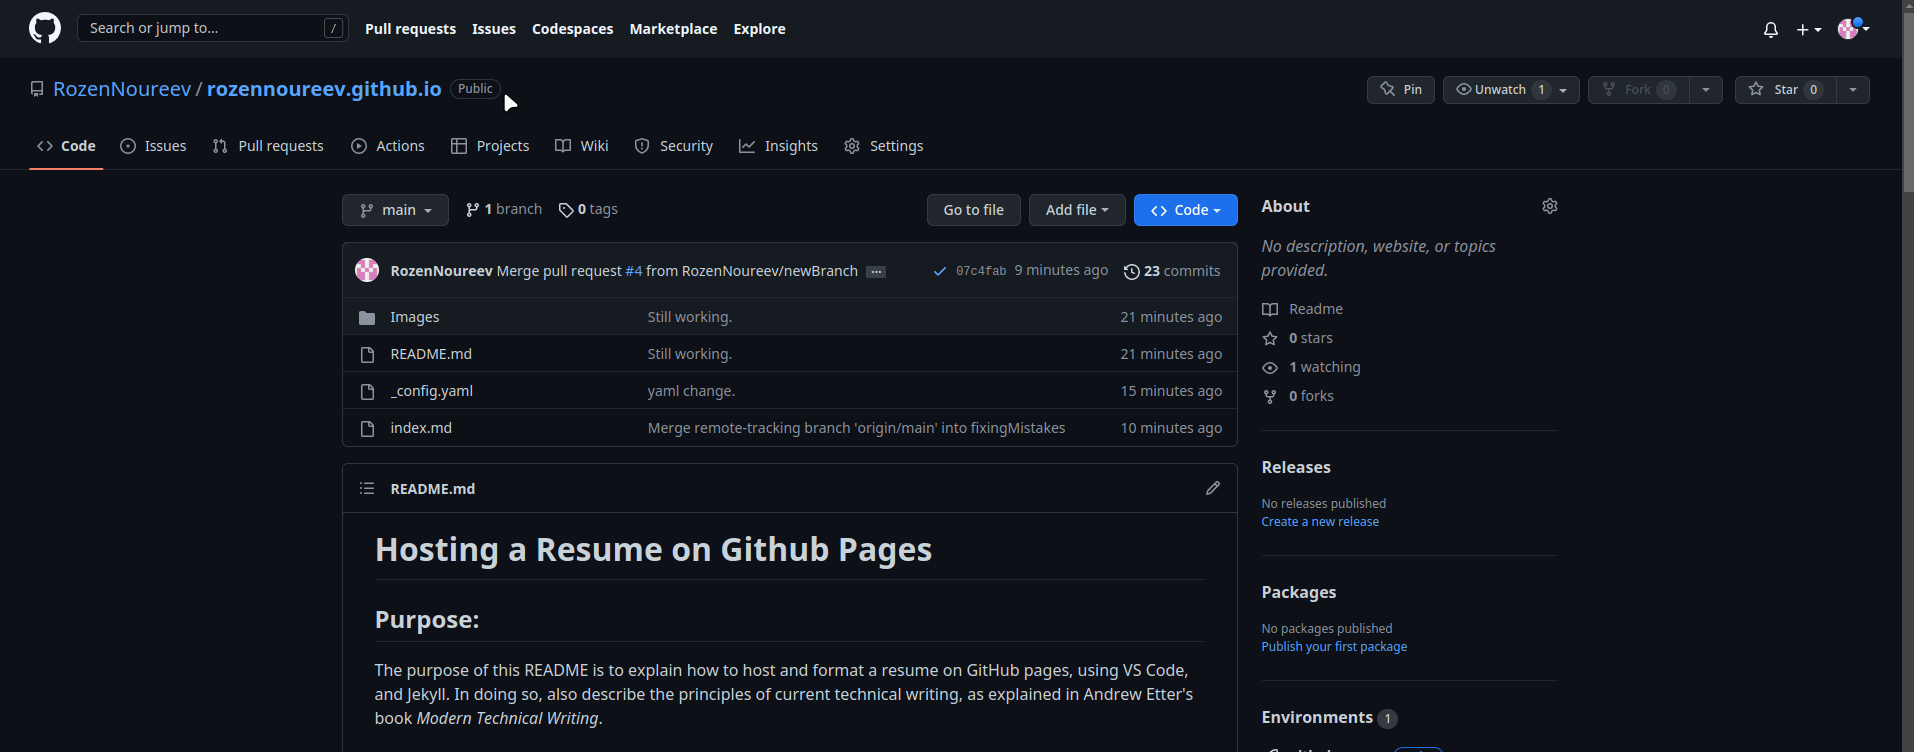 Search or jump to... /
Pull requests Issues Codespaces Marketplace Explore
RozenNoureev / rozennoureev.github.io Public
Pin Unwatch 1 Fork 0 Star 0
Code Issues Pull requests Actions Projects Wiki Security Insights Settings
main 1 branch 0 tags Go to file Add file Code
RozenNoureev Merge pull request #4 from RozenNoureev/newBranch ... 07c4fab 9 minutes ago 23 commits
Images Still working. 21 minutes ago
README.md Still working. 21 minutes ago
_config.yaml yaml change. 15 minutes ago
index.md Merge remote-tracking branch 'origin/main' into fixingMistakes 10 minutes ago
README.md
Hosting a Resume on Github Pages
Purpose:
The purpose of this README is to explain how to host and format a resume on GitHub pages, using VS Code,
and Jekyll. In doing so, also describe the principles of current technical writing, as explained in Andrew Etter's
book Modern Technical Writing.
About
No description, website, or topics
provided.
Readme
0 stars
1 watching
0 forks
Releases
No releases published
Create a new release
Packages
No packages published
Publish your first package
Environments 1